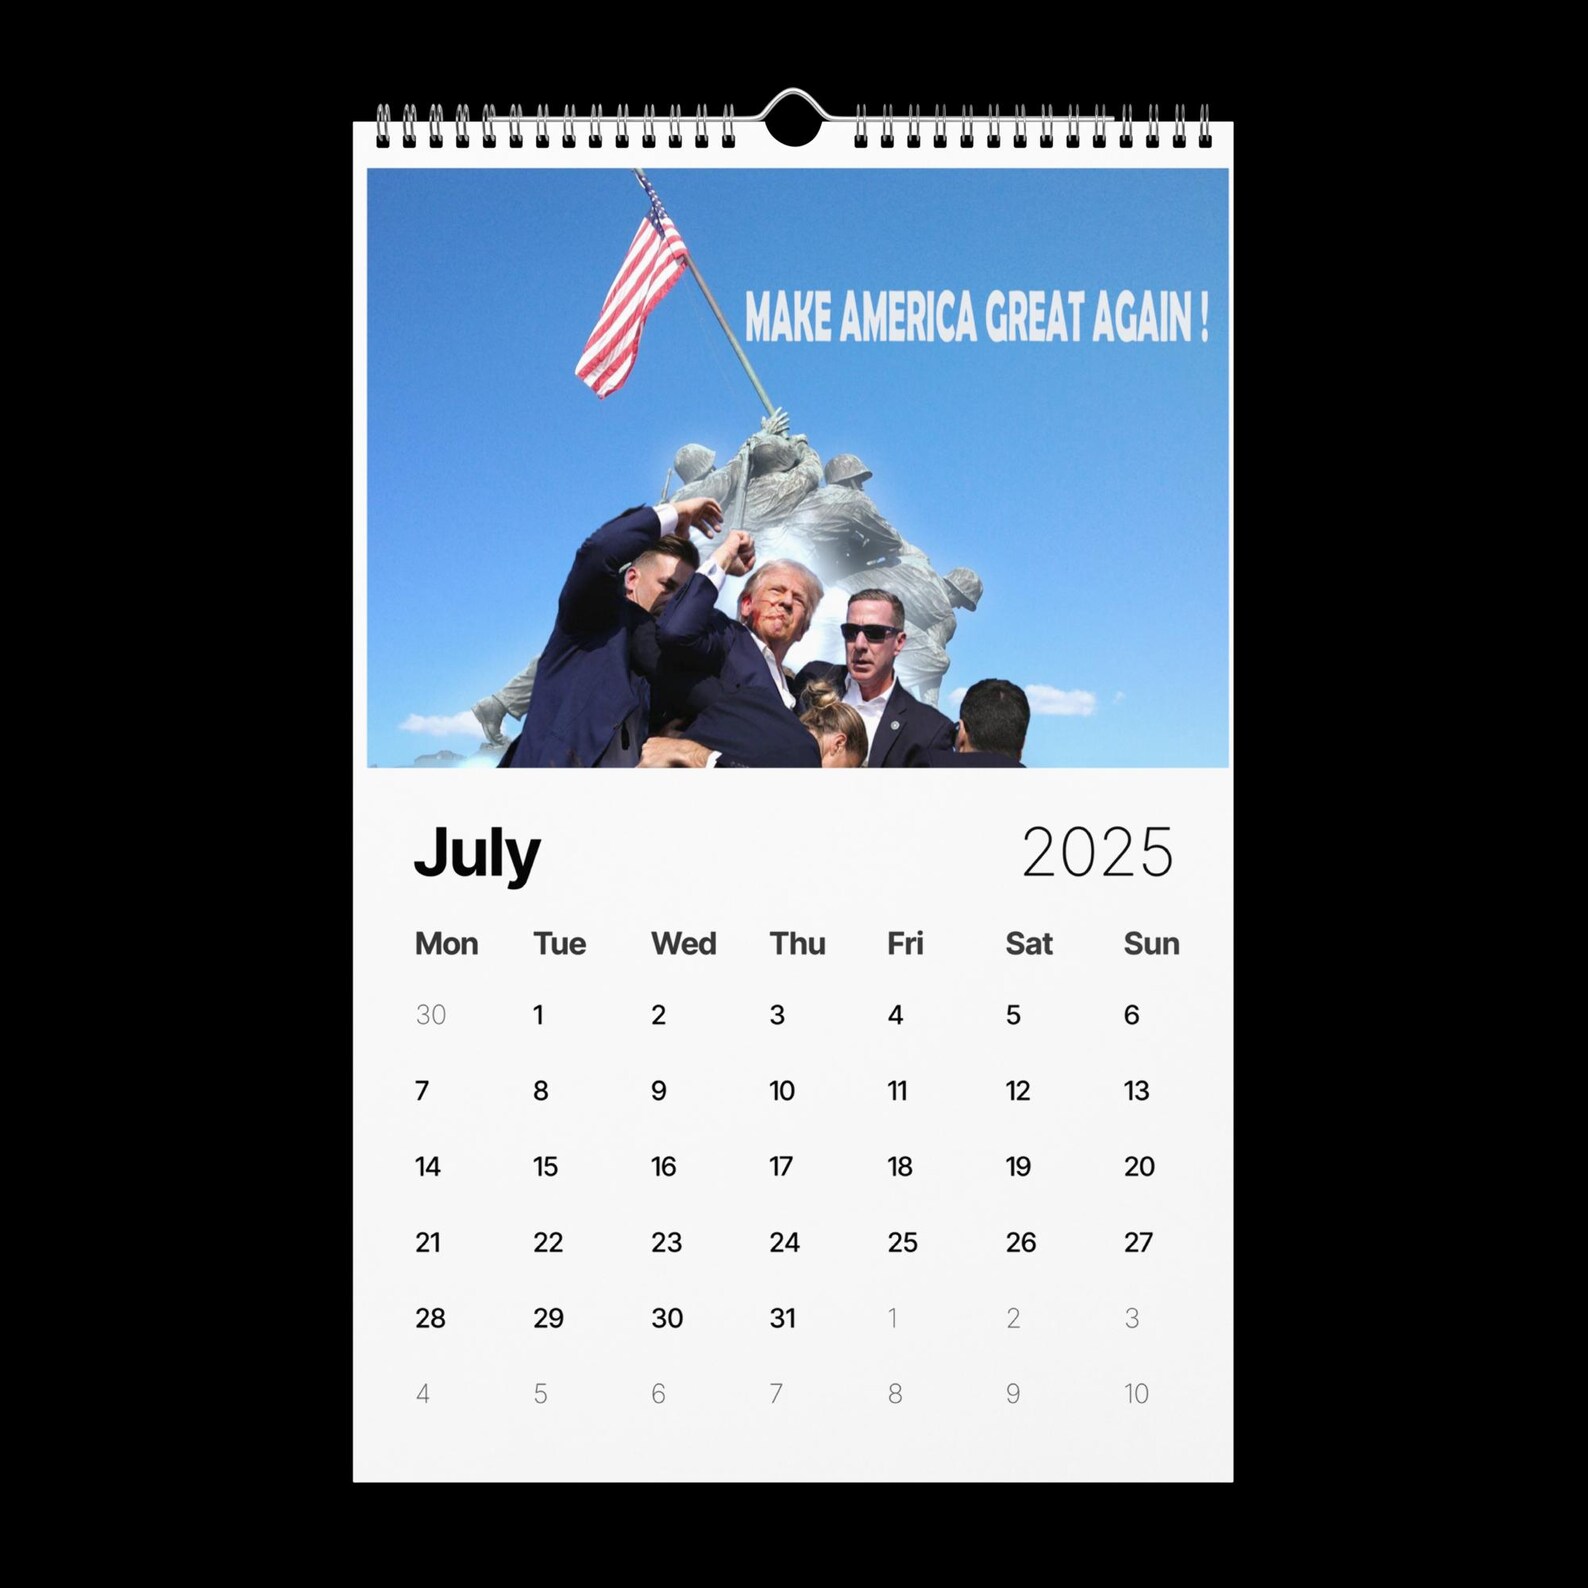 MAKE AMERICA GREAT AGAIN !
July 2025
Mon Tue Wed Thu Fri Sat Sun
30 1 2 3 4 5 6
7 8 9 10 11 12 13
14 15 16 17 18 19 20
21 22 23 24 25 26 27
28 29 30 31 1 2 3
4 5 6 7 8 9 10